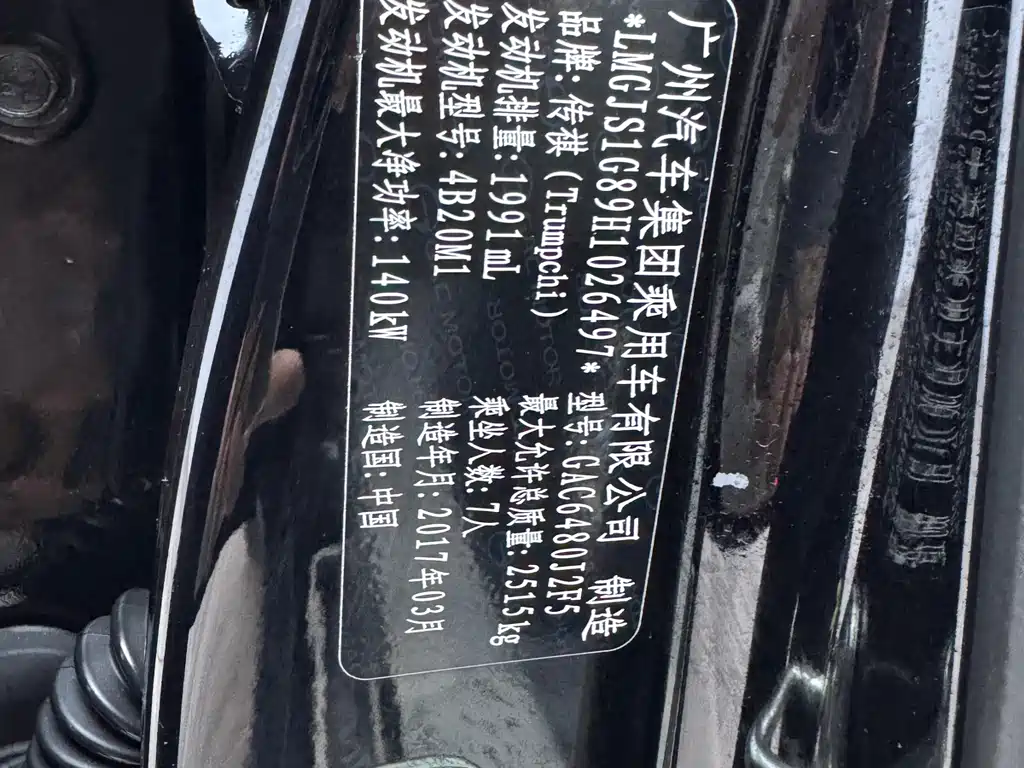 广州汽车集团乘用车有限公司 制造
*LMGJS1G89H1026497*
品牌:传祺(Trumpchi) 型号:GAC6480J2F5
发动机排量:1991mL 最大允许总质量:2515kg
发动机型号:4B20M1 乘坐人数:7人
发动机最大净功率:140kW 制造年月:2017年03月
制造国:中国